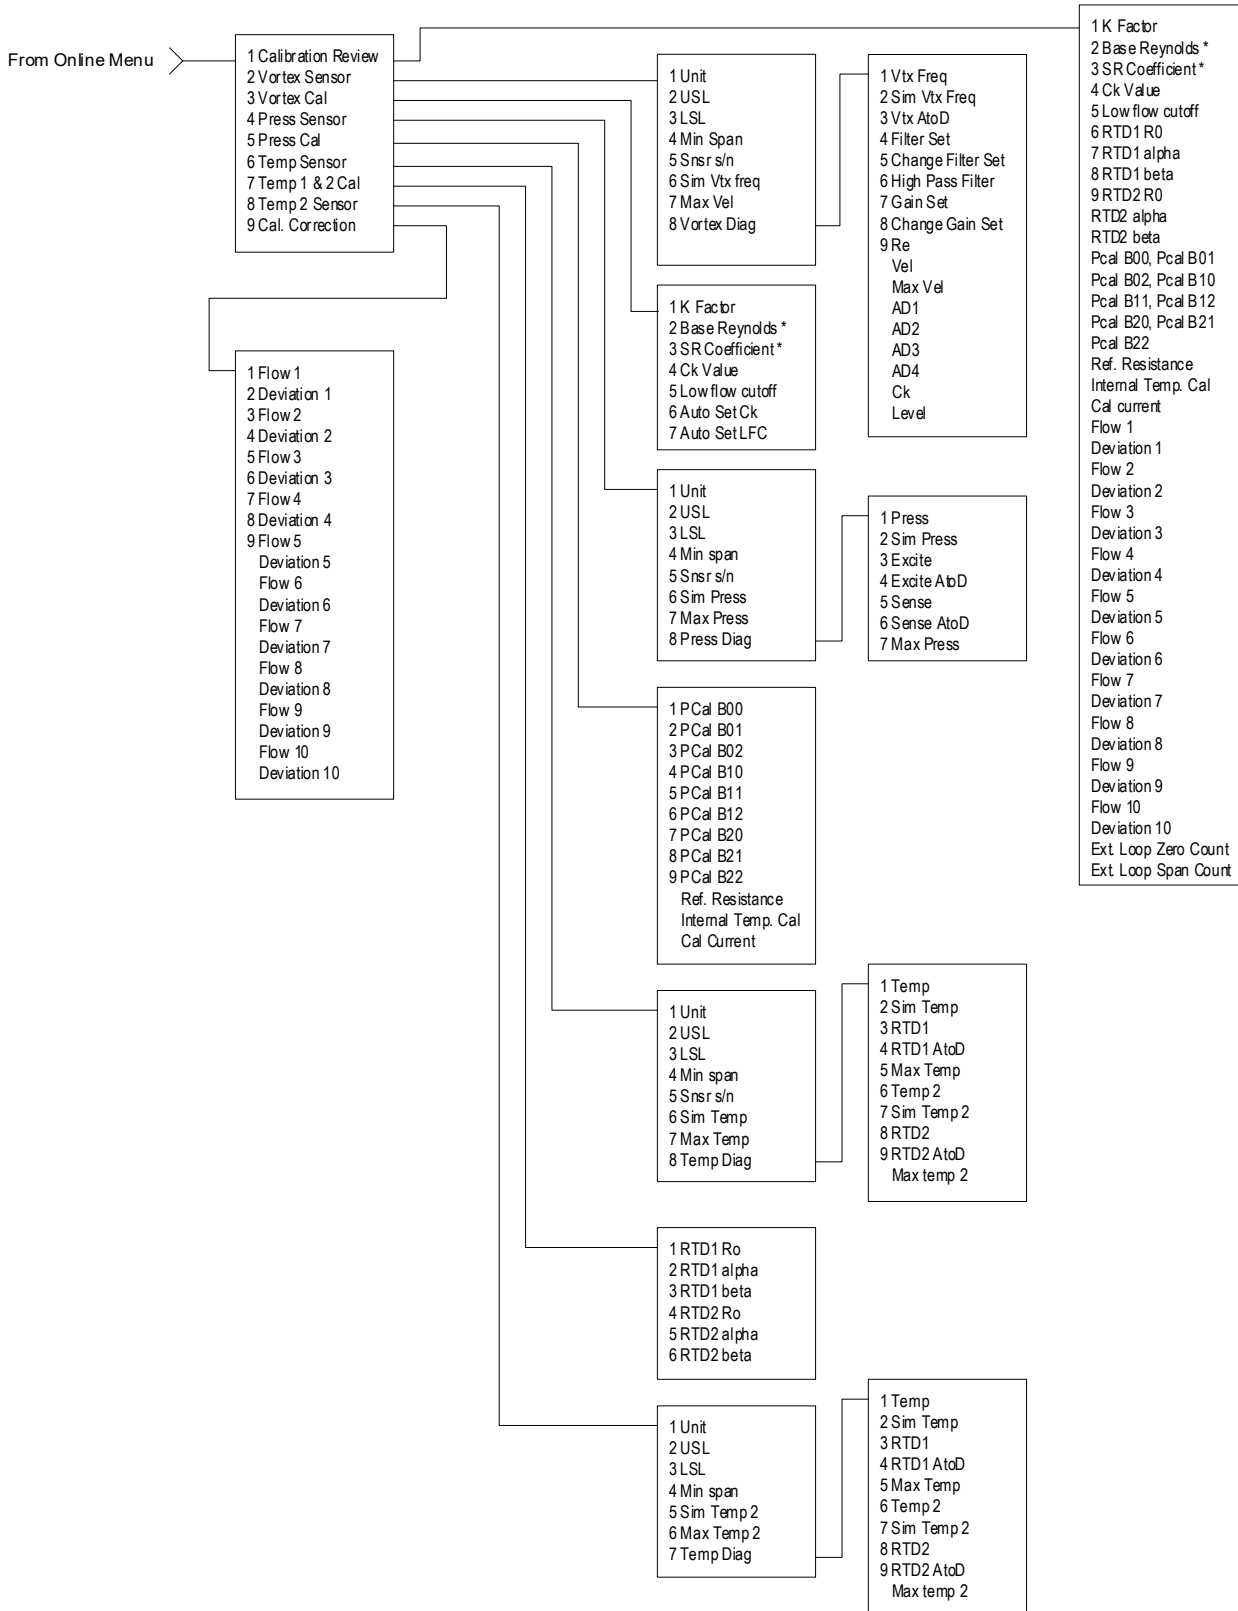 From Online Menu
1 Calibration Review
2 Vortex Sensor
3 Vortex Cal
4 Press Sensor
5 Press Cal
6 Temp Sensor
7 Temp 1 & 2 Cal
8 Temp 2 Sensor
9 Cal. Correction
1 Flow 1
2 Deviation 1
3 Flow 2
4 Deviation 2
5 Flow 3
6 Deviation 3
7 Flow 4
8 Deviation 4
9 Flow 5
Deviation 5
Flow 6
Deviation 6
Flow 7
Deviation 7
Flow 8
Deviation 8
Flow 9
Deviation 9
Flow 10
Deviation 10
1 Unit
2 USL
3 LSL
4 Min Span
5 Snsr s/n
6 Sim Vtx freq
7 Max Vel
8 Vortex Diag
1 Vtx Freq
2 Sim Vtx Freq
3 Vtx AtoD
4 Filter Set
5 Change Filter Set
6 High Pass Filter
7 Gain Set
8 Change Gain Set
9 Re
Vel
Max Vel
AD1
AD2
AD3
AD4
Ck
Level
1 K Factor
2 Base Reynolds *
3 SR Coefficient *
4 Ck Value
5 Low flow cutoff
6 Auto Set Ck
7 Auto Set LFC
1 Unit
2 USL
3 LSL
4 Min span
5 Snsr s/n
6 Sim Press
7 Max Press
8 Press Diag
1 Press
2 Sim Press
3 Excite
4 Excite AtoD
5 Sense
6 Sense AtoD
7 Max Press
1 PCal B00
2 PCal B01
3 PCal B02
4 PCal B10
5 PCal B11
6 PCal B12
7 PCal B20
8 PCal B21
9 PCal B22
Ref. Resistance
Internal Temp. Cal
Cal Current
1 Unit
2 USL
3 LSL
4 Min span
5 Snsr s/n
6 Sim Temp
7 Max Temp
8 Temp Diag
1 Temp
2 Sim Temp
3 RTD1
4 RTD1 AtoD
5 Max Temp
6 Temp 2
7 Sim Temp 2
8 RTD2
9 RTD2 AtoD
Max temp 2
1 RTD1 Ro
2 RTD1 alpha
3 RTD1 beta
4 RTD2 Ro
5 RTD2 alpha
6 RTD2 beta
1 Unit
2 USL
3 LSL
4 Min span
5 Sim Temp 2
6 Max Temp 2
7 Temp Diag
1 Temp
2 Sim Temp
3 RTD1
4 RTD1 AtoD
5 Max Temp
6 Temp 2
7 Sim Temp 2
8 RTD2
9 RTD2 AtoD
Max temp 2
1 K Factor
2 Base Reynolds *
3 SR Coefficient *
4 Ck Value
5 Low flow cutoff
6 RTD1 R0
7 RTD1 alpha
8 RTD1 beta
9 RTD2 R0
RTD2 alpha
RTD2 beta
Pcal B00, Pcal B01
Pcal B02, Pcal B10
Pcal B11, Pcal B12
Pcal B20, Pcal B21
Pcal B22
Ref. Resistance
Internal Temp. Cal
Cal current
Flow 1
Deviation 1
Flow 2
Deviation 2
Flow 3
Deviation 3
Flow 4
Deviation 4
Flow 5
Deviation 5
Flow 6
Deviation 6
Flow 7
Deviation 7
Flow 8
Deviation 8
Flow 9
Deviation 9
Flow 10
Deviation 10
Ext. Loop Zero Count
Ext. Loop Span Count